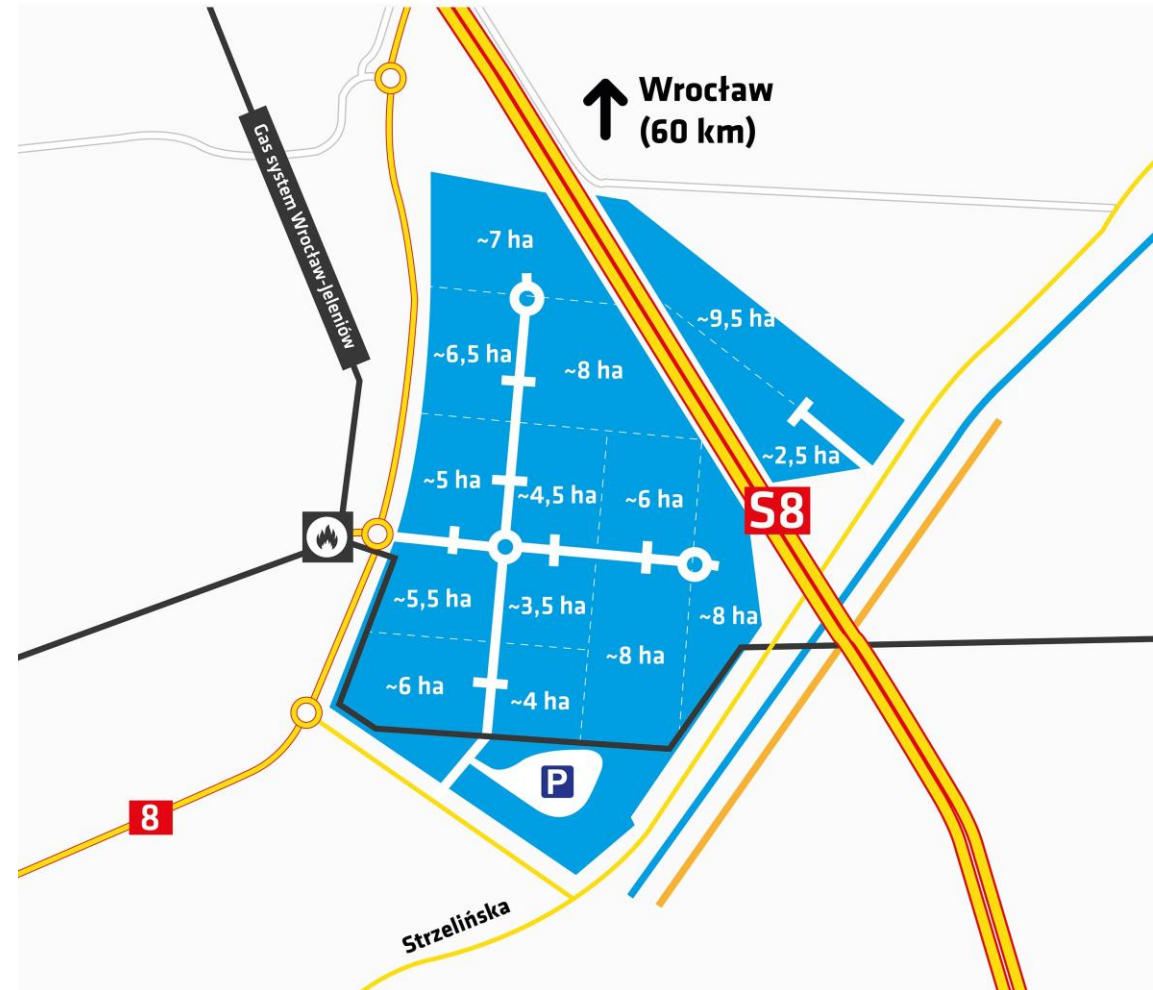 Wrocław
(60 km)
Gas system Wrocław-Jeleniów
~7 ha
~9,5 ha
~6,5 ha
~8 ha
~2,5 ha
~5 ha
~4,5 ha
~6 ha
S8
~5,5 ha
~3,5 ha
~8 ha
~8 ha
~6 ha
~4 ha
P
8
Strzelińska